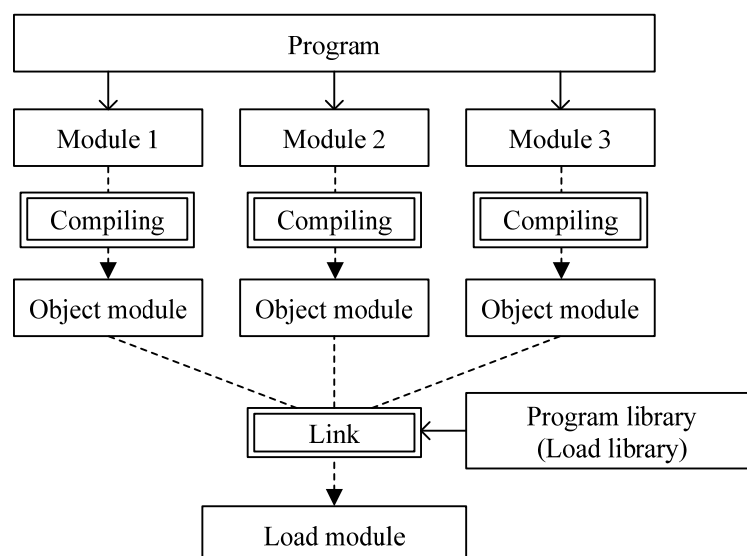 Program
Module 1
Module 2
Module 3
Compiling
Compiling
Compiling
Object module
Object module
Object module
Link
Program library
(Load library)
Load module